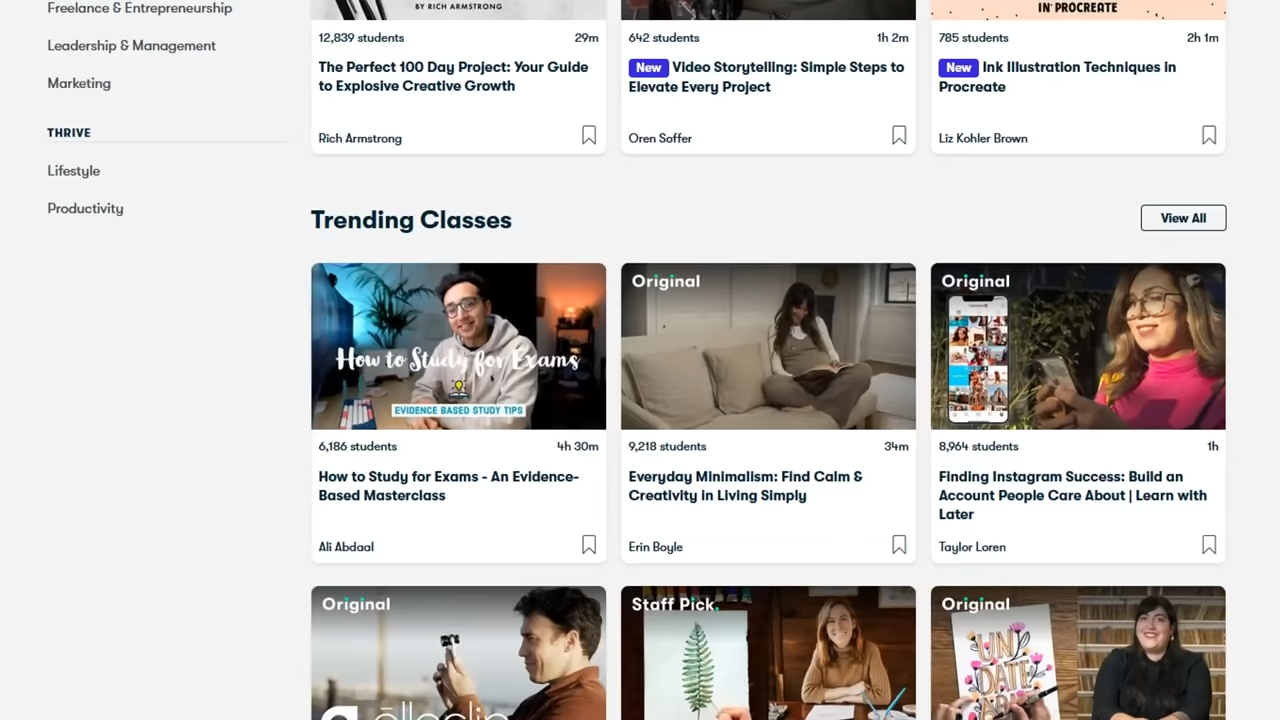 Freelance & Entrepreneurship
Leadership & Management
Marketing
THRIVE
Lifestyle
Productivity
BY RICH ARMSTRONG
12,839 students 29m
The Perfect 100 Day Project: Your Guide
to Explosive Creative Growth
Rich Armstrong
642 students 1h 2m
New Video Storytelling: Simple Steps to
Elevate Every Project
Oren Soffer
IN PROCREATE
785 students 2h 1m
New Ink Illustration Techniques in
Procreate
Liz Kohler Brown
Trending Classes
View All
How to Study for Exams
EVIDENCE BASED STUDY TIPS
6,186 students 4h 30m
How to Study for Exams - An Evidence-
Based Masterclass
Ali Abdaal
Original
9,218 students 34m
Everyday Minimalism: Find Calm &
Creativity in Living Simply
Erin Boyle
Original
8,964 students 1h
Finding Instagram Success: Build an
Account People Care About | Learn with
Later
Taylor Loren
Original
Staff Pick.
Original
UN
DATE